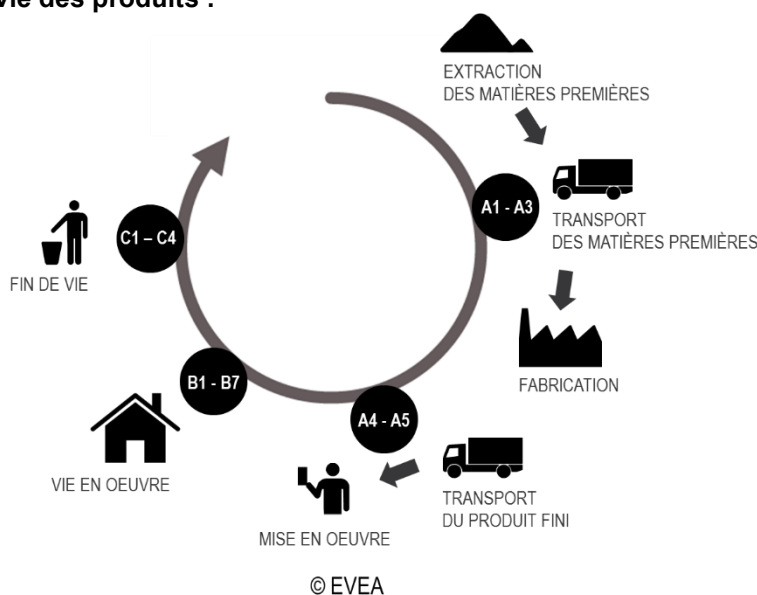 vie des produits :
EXTRACTION
DES MATIÈRES PREMIÈRES
A1 - A3
TRANSPORT
DES MATIÈRES PREMIÈRES
FABRICATION
A4 - A5
TRANSPORT
DU PRODUIT FINI
MISE EN OEUVRE
B1 - B7
VIE EN OEUVRE
C1 – C4
FIN DE VIE
© EVEA